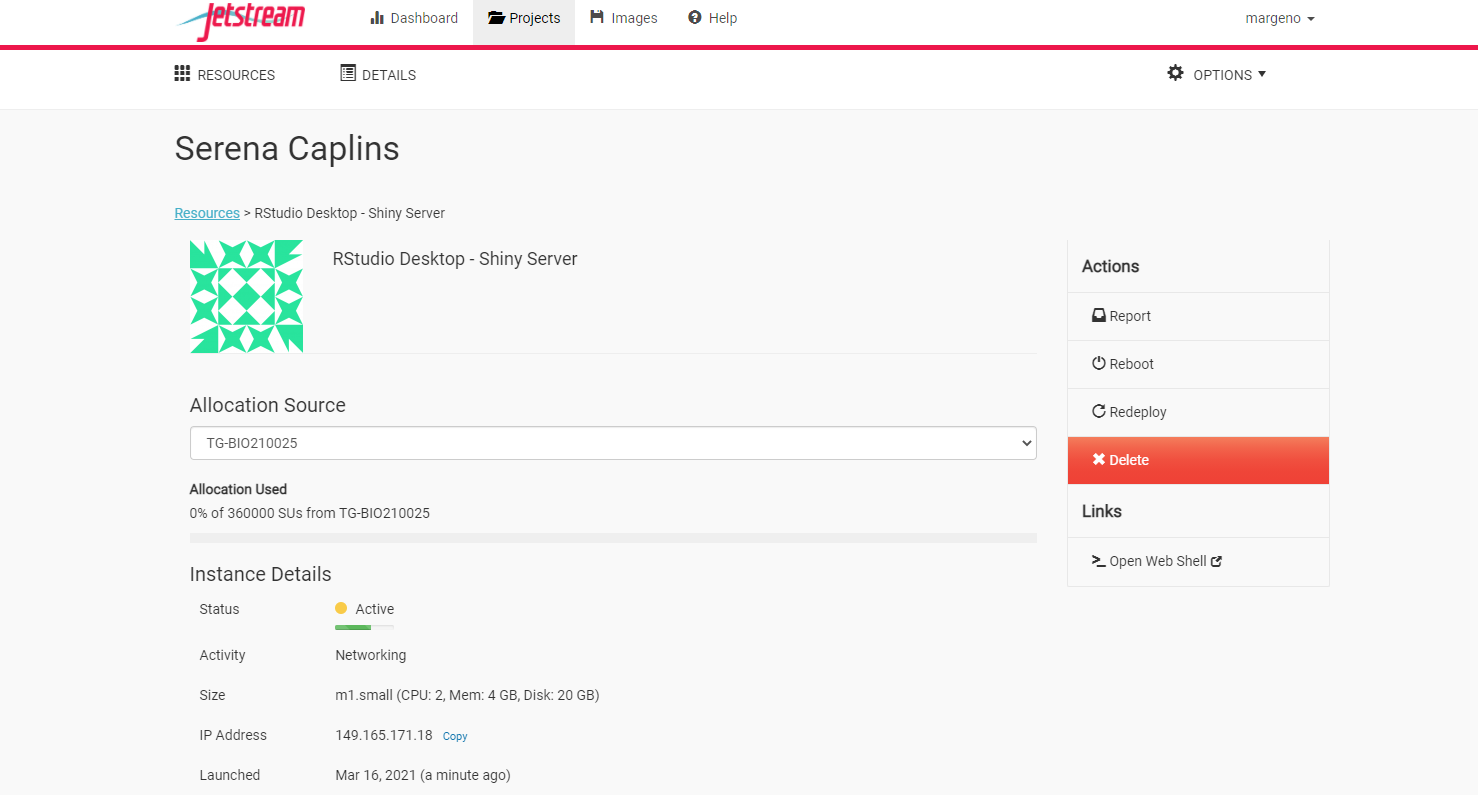 Jetstream
Dashboard
Projects
Images
Help
margeno
RESOURCES
DETAILS
OPTIONS
Serena Caplins
Resources > RStudio Desktop - Shiny Server
RStudio Desktop - Shiny Server
Allocation Source
TG-BIO210025
Allocation Used
0% of 360000 SUs from TG-BIO210025
Instance Details
Status Active
Activity Networking
Size m1.small (CPU: 2, Mem: 4 GB, Disk: 20 GB)
IP Address 149.165.171.18 Copy
Launched Mar 16, 2021 (a minute ago)
Actions
Report
Reboot
Redeploy
Delete
Links
Open Web Shell